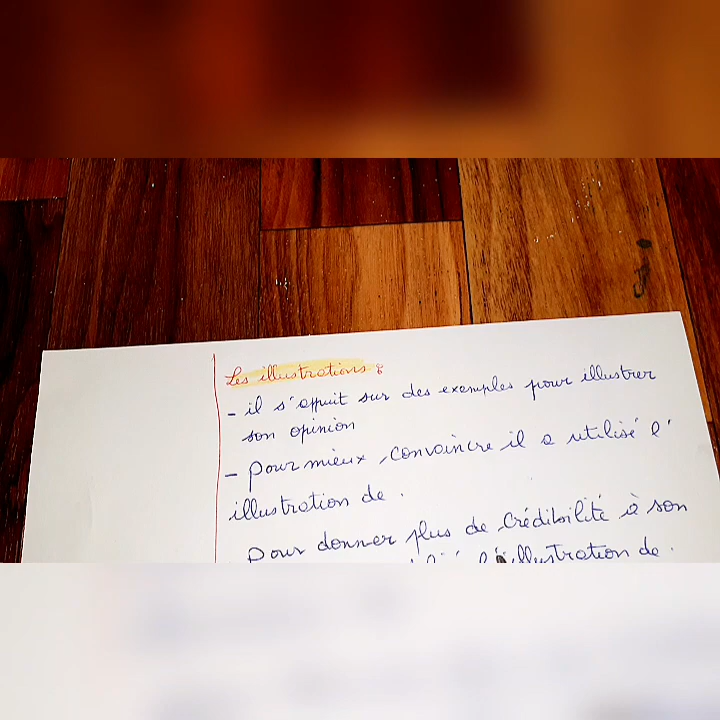 Les illustrations :
- il s'appuit sur des exemples pour illustrer
son opinion
- pour mieux, convaincre il a utilisé l'
illustration de .
Pour donner plus de crédibilité à son
l'illustration de .